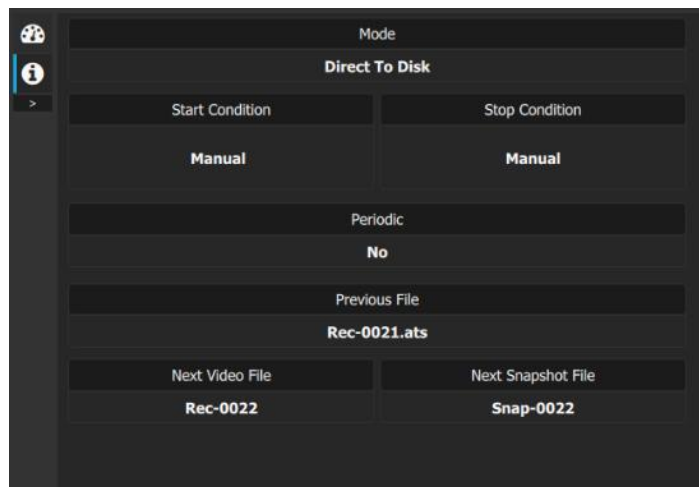 Mode
Direct To Disk
>
Start Condition
Stop Condition
Manual
Manual
Periodic
No
Previous File
Rec-0021.ats
Next Video File
Next Snapshot File
Rec-0022
Snap-0022